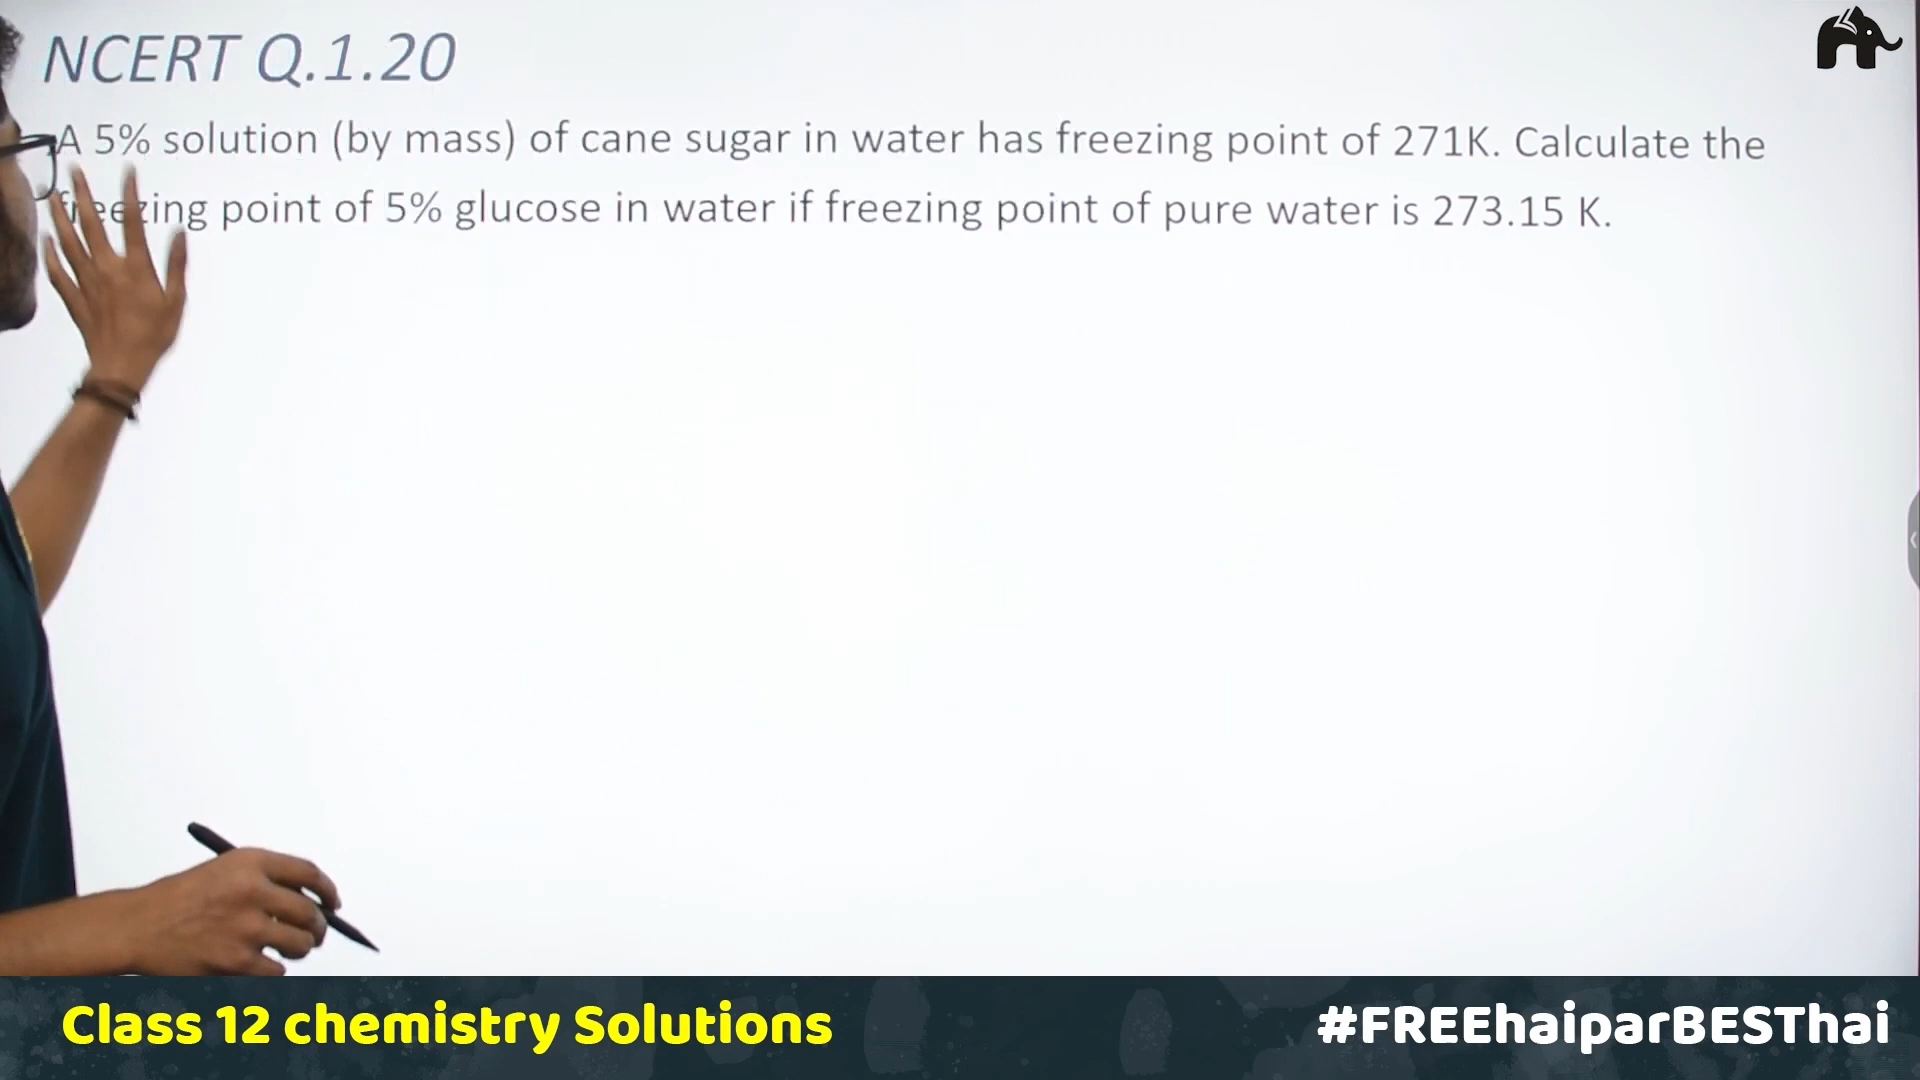 NCERT Q.1.20
A 5% solution (by mass) of cane sugar in water has freezing point of 271K. Calculate the
freezing point of 5% glucose in water if freezing point of pure water is 273.15 K.
Class 12 chemistry Solutions
#FREEhaiparBESThai